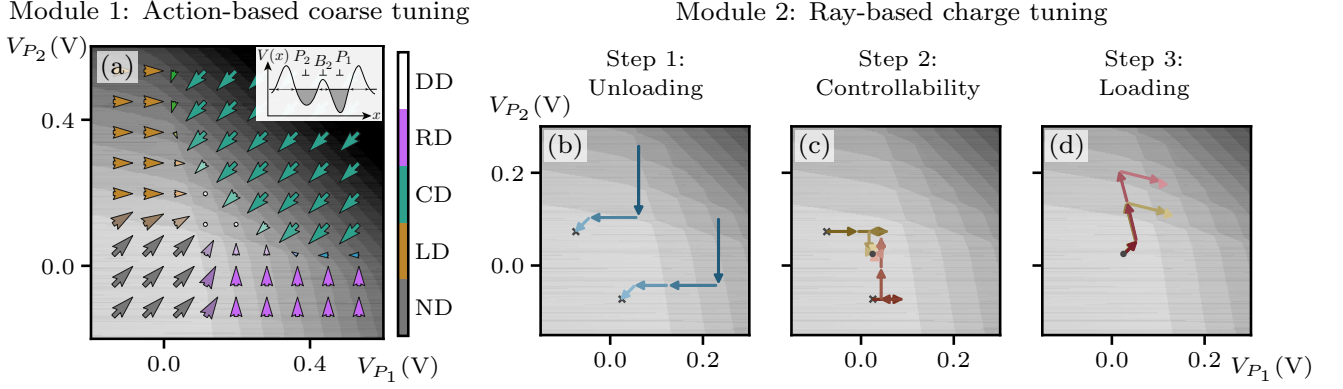 Module 1: Action-based coarse tuning
Module 2: Ray-based charge tuning
V_{P_2}(V)
(a)
V(x) P_2 B_2 P_1
x
0.4
0.0
0.0 0.4
V_{P_1}(V)
DD
RD
CD
LD
ND
Step 1:
Unloading
Step 2:
Controllability
Step 3:
Loading
V_{P_2}(V)
(b)
(c)
(d)
0.2
0.0
0.0 0.2
0.0 0.2
0.0 0.2
V_{P_1}(V)